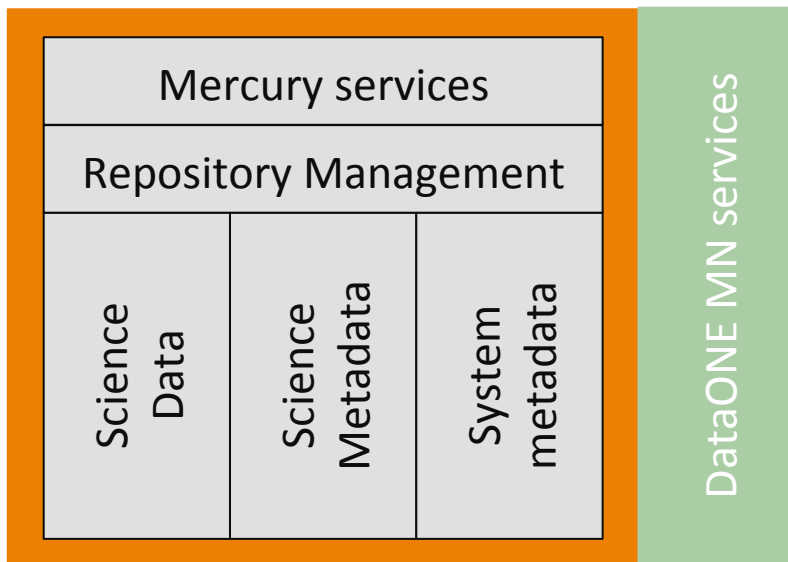 Mercury services
Repository Management
Science
Data
Science
Metadata
System
metadata
DataONE MN services